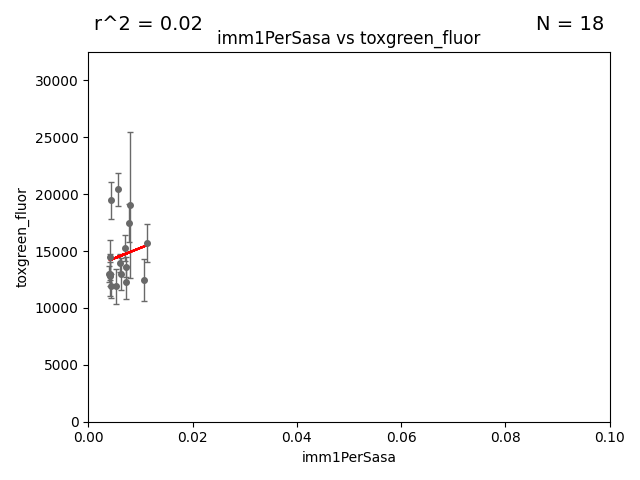 r^2 = 0.02
N = 18
imm1PerSasa vs toxgreen_fluor
30000
25000
20000
15000
10000
5000
0
toxgreen_fluor
0.00 0.02 0.04 0.06 0.08 0.10
imm1PerSasa